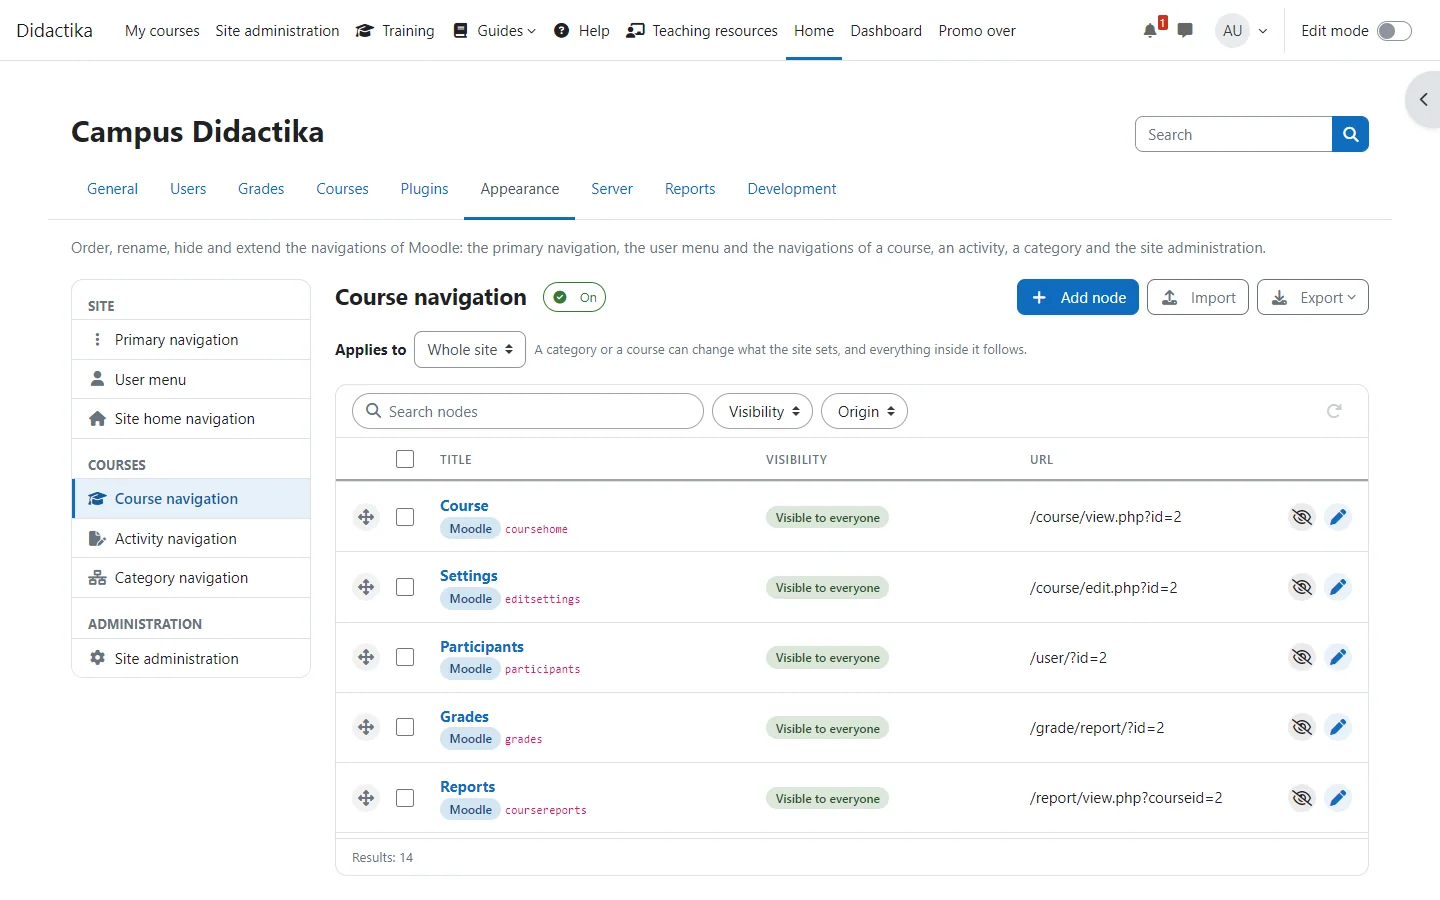 Didactika
My courses
Site administration
Training
Guides
Help
Teaching resources
Home
Dashboard
Promo over
1
AU
Edit mode
Campus Didactika
Search
General
Users
Grades
Courses
Plugins
Appearance
Server
Reports
Development
Order, rename, hide and extend the navigations of Moodle: the primary navigation, the user menu and the navigations of a course, an activity, a category and the site administration.
SITE
Primary navigation
User menu
Site home navigation
COURSES
Course navigation
Activity navigation
Category navigation
ADMINISTRATION
Site administration
Course navigation
On
Add node
Import
Export
Applies to
Whole site
A category or a course can change what the site sets, and everything inside it follows.
Search nodes
Visibility
Origin
TITLE
VISIBILITY
URL
Course
Moodle coursehome
Visible to everyone
/course/view.php?id=2
Settings
Moodle editsettings
Visible to everyone
/course/edit.php?id=2
Participants
Moodle participants
Visible to everyone
/user/?id=2
Grades
Moodle grades
Visible to everyone
/grade/report/?id=2
Reports
Moodle coursereports
Visible to everyone
/report/view.php?courseid=2
Results: 14